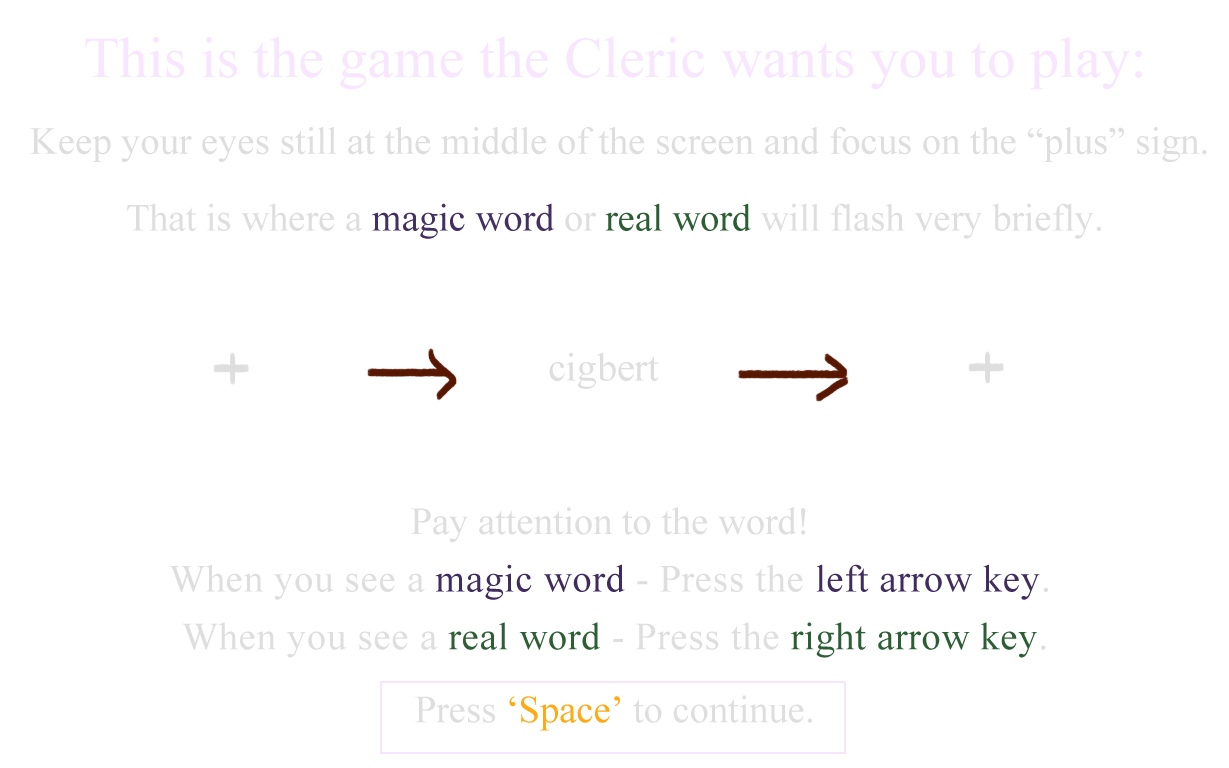 This is the game the Cleric wants you to play:
Keep your eyes still at the middle of the screen and focus on the “plus” sign.
That is where a magic word or real word will flash very briefly.
+ → cigbert → +
Pay attention to the word!
When you see a magic word - Press the left arrow key.
When you see a real word - Press the right arrow key.
Press ‘Space’ to continue.